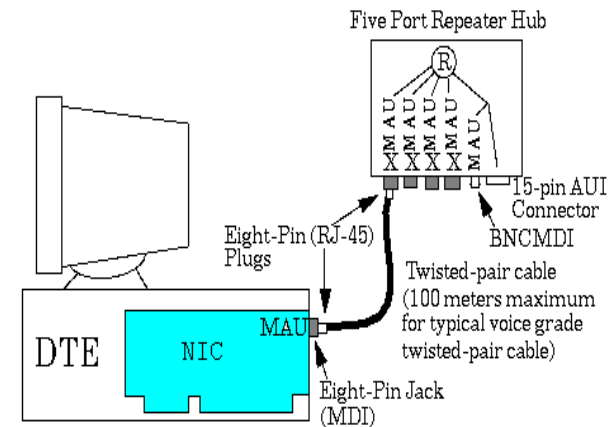 Five Port Repeater Hub
R
MAU MAU MAU MAU MAU
X X X X
15-pin AUI
Connector
BNCMDI
Eight-Pin (RJ-45)
Plugs
Twisted-pair cable
(100 meters maximum
for typical voice grade
twisted-pair cable)
MAU
DTE
NIC
Eight-Pin Jack
(MDI)